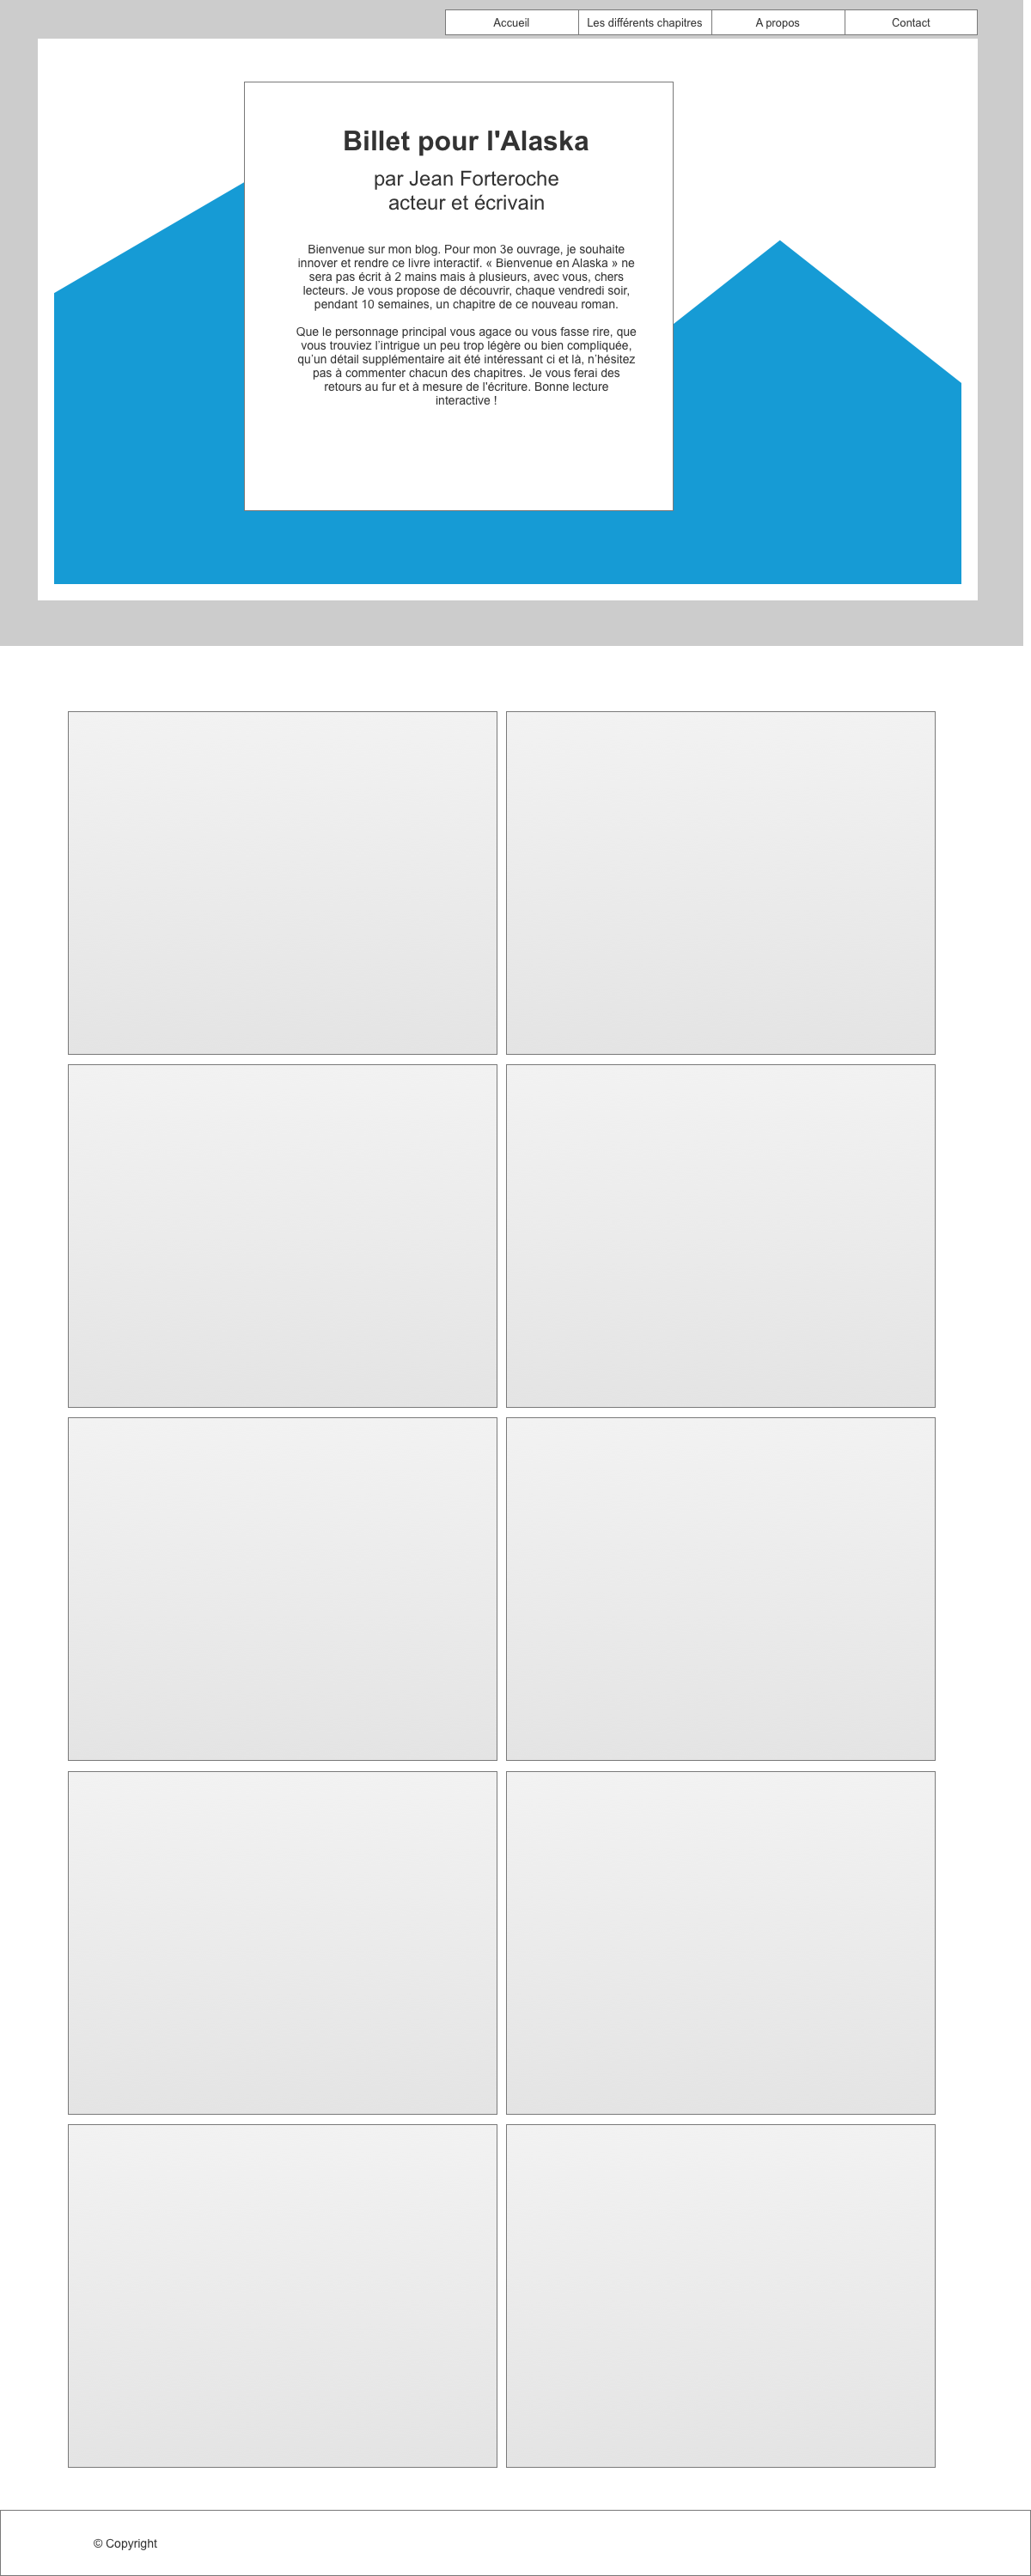 Accueil
Les différents chapitres
A propos
Contact
Billet pour l'Alaska
par Jean Forteroche
acteur et écrivain
Bienvenue sur mon blog. Pour mon 3e ouvrage, je souhaite
innover et rendre ce livre interactif. « Bienvenue en Alaska » ne
sera pas écrit à 2 mains mais à plusieurs, avec vous, chers
lecteurs. Je vous propose de découvrir, chaque vendredi soir,
pendant 10 semaines, un chapitre de ce nouveau roman.
Que le personnage principal vous agace ou vous fasse rire, que
vous trouviez l’intrigue un peu trop légère ou bien compliquée,
qu’un détail supplémentaire ait été intéressant ci et là, n’hésitez
pas à commenter chacun des chapitres. Je vous ferai des
retours au fur et à mesure de l'écriture. Bonne lecture
interactive !
© Copyright